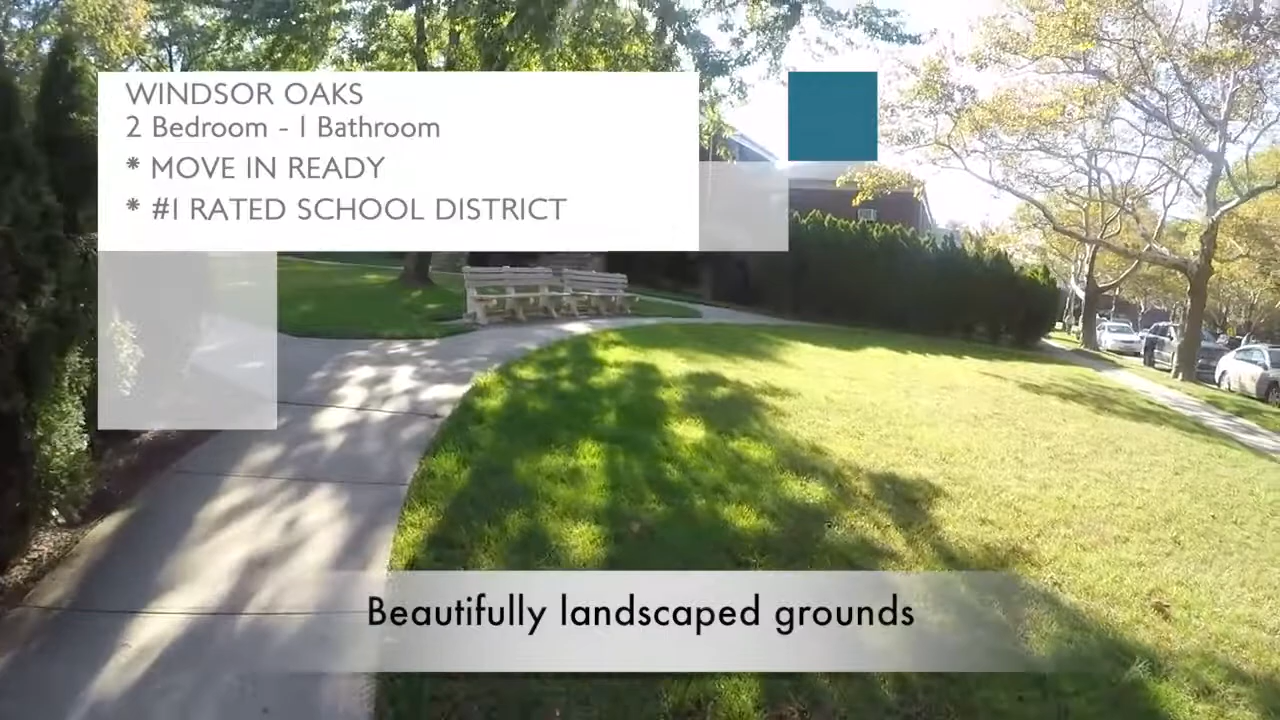 WINDSOR OAKS
2 Bedroom - 1 Bathroom
* MOVE IN READY
* #1 RATED SCHOOL DISTRICT
Beautifully landscaped grounds